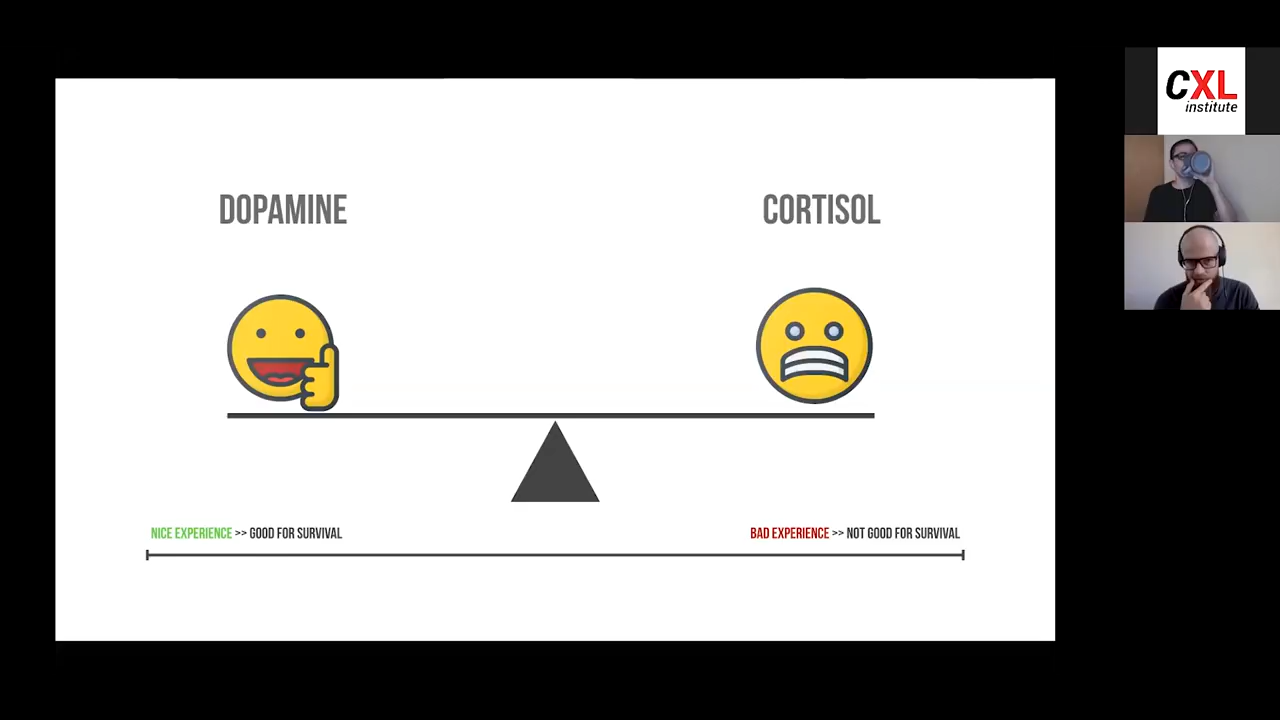 DOPAMINE
CORTISOL
NICE EXPERIENCE >> GOOD FOR SURVIVAL
BAD EXPERIENCE >> NOT GOOD FOR SURVIVAL
CXL
institute